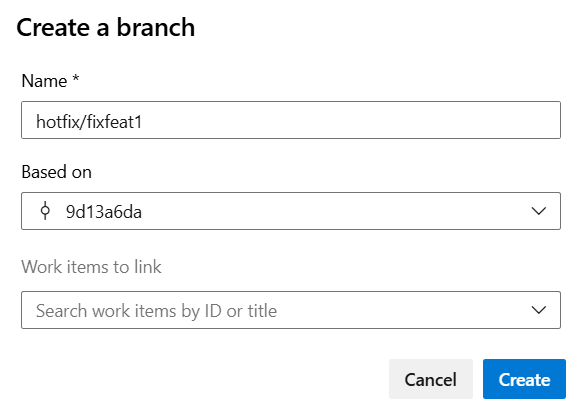 Create a branch
Name *
hotfix/fixfeat1
Based on
9d13a6da
Work items to link
Search work items by ID or title
Cancel Create